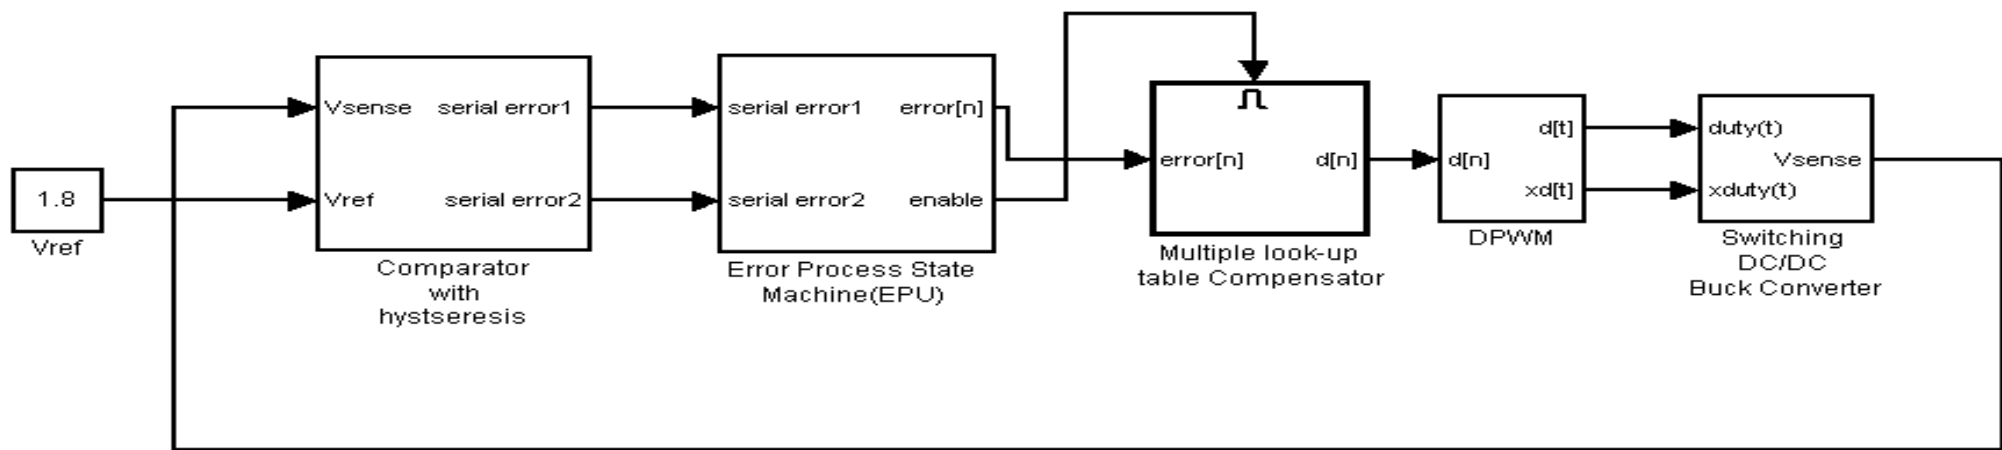 1.8
Vref
Vsense
serial error1
Vref
serial error2
Comparator
with
hystseresis
serial error1
error[n]
serial error2
enable
Error Process State
Machine(EPU)
error[n]
d[n]
Multiple look-up
table Compensator
d[n]
d[t]
xd[t]
DPWM
duty(t)
Vsense
xduty(t)
Switching
DC/DC
Buck Converter